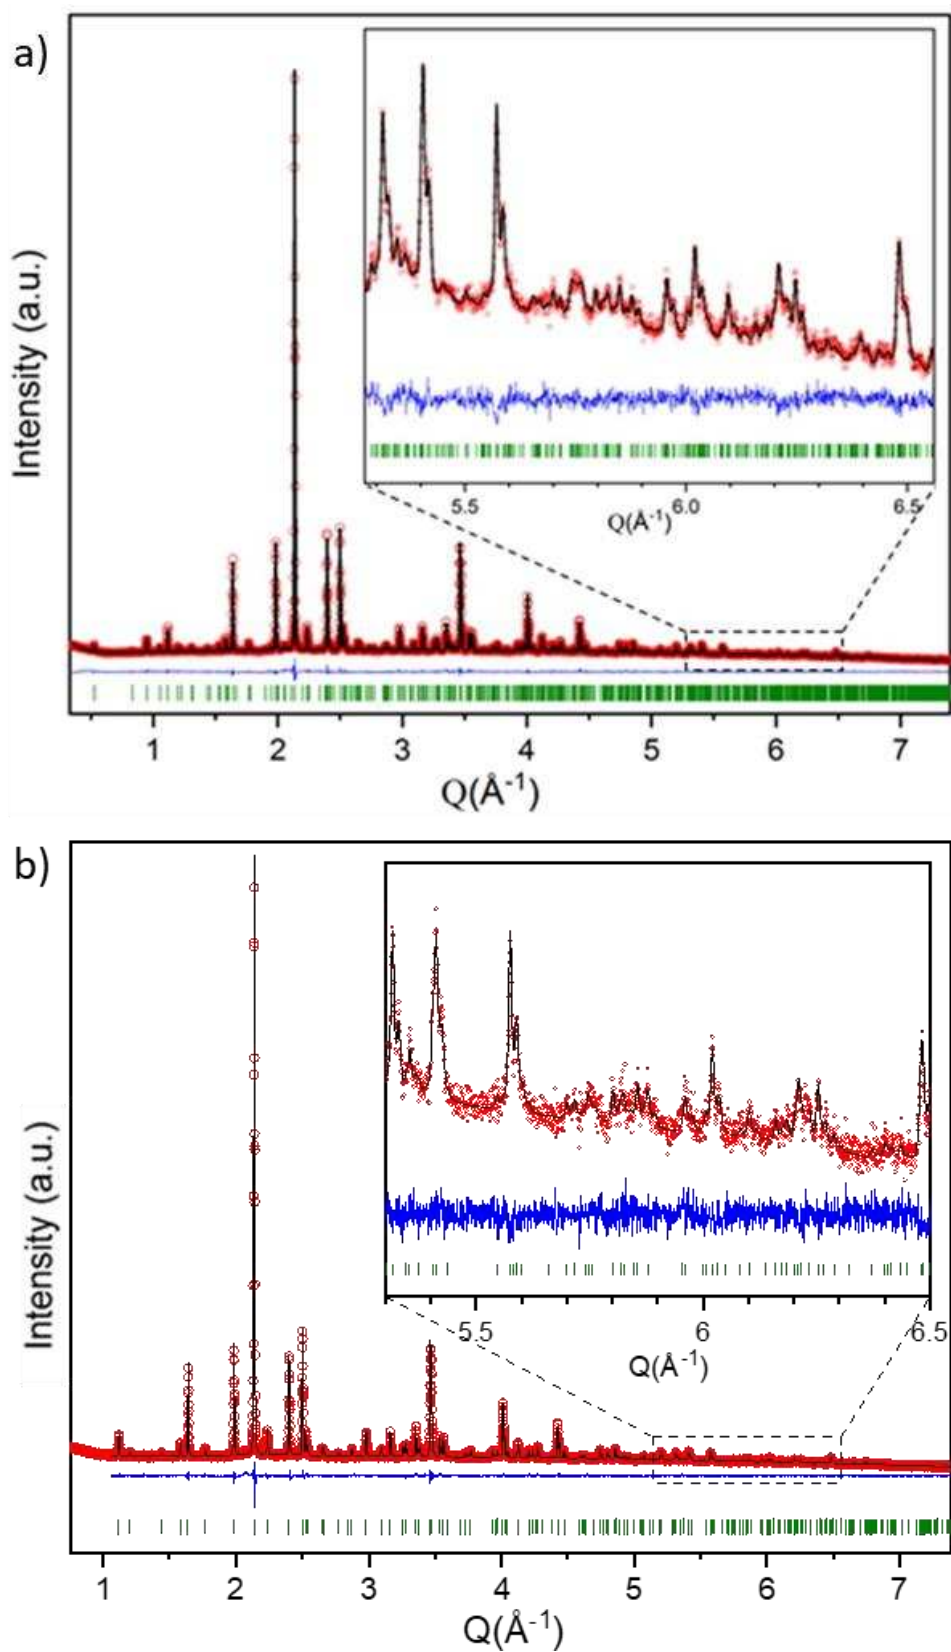 a)
Intensity (a.u.)
5.5 6.0 6.5
Q(Å-1)
1 2 3 4 5 6 7
Q(Å-1)
b)
Intensity (a.u.)
5.5 6 6.5
Q(Å-1)
1 2 3 4 5 6 7
Q(Å-1)